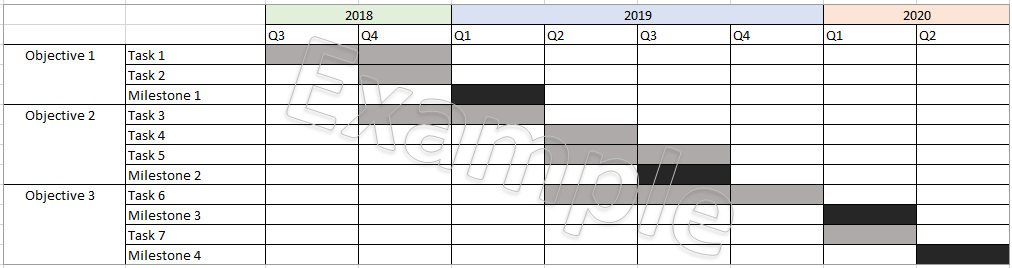 2018 2019 2020
Q3 Q4 Q1 Q2 Q3 Q4 Q1 Q2
Objective 1 Task 1
Task 2
Milestone 1
Objective 2 Task 3
Task 4
Task 5
Milestone 2
Objective 3 Task 6
Milestone 3
Task 7
Milestone 4
Example